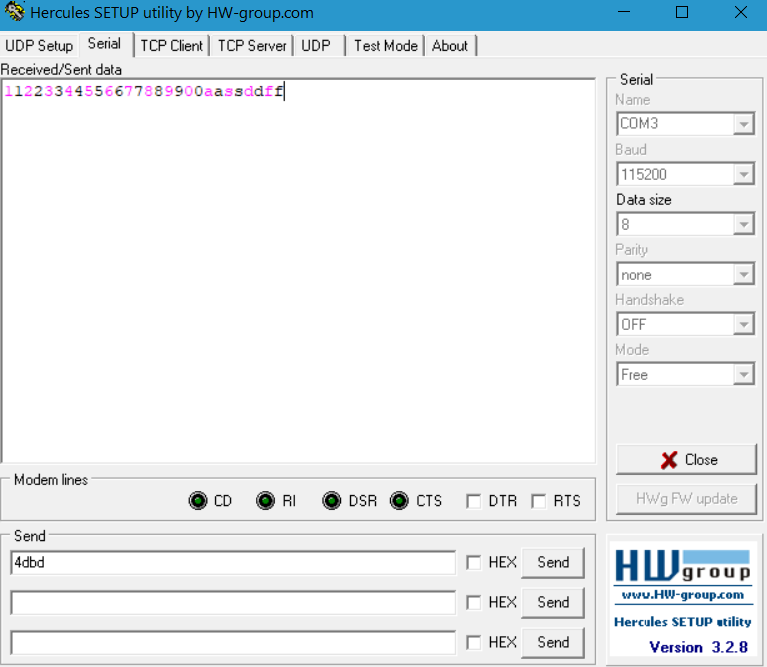 Hercules SETUP utility by HW-group.com
UDP Setup Serial TCP Client TCP Server UDP Test Mode About
Received/Sent data
11223344556677889900aassddff
Serial
Name
COM3
Baud
115200
Data size
8
Parity
none
Handshake
OFF
Mode
Free
Close
HWg FW update
Modem lines
CD RI DSR CTS DTR RTS
Send
4dbd HEX Send
HEX Send
HEX Send
HW group
www.HW-group.com
Hercules SETUP utility
Version 3.2.8